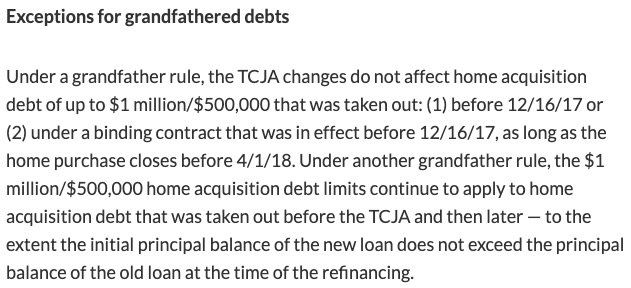 Exceptions for grandfathered debts
Under a grandfather rule, the TCJA changes do not affect home acquisition
debt of up to $1 million/$500,000 that was taken out: (1) before 12/16/17 or
(2) under a binding contract that was in effect before 12/16/17, as long as the
home purchase closes before 4/1/18. Under another grandfather rule, the $1
million/$500,000 home acquisition debt limits continue to apply to home
acquisition debt that was taken out before the TCJA and then later — to the
extent the initial principal balance of the new loan does not exceed the principal
balance of the old loan at the time of the refinancing.